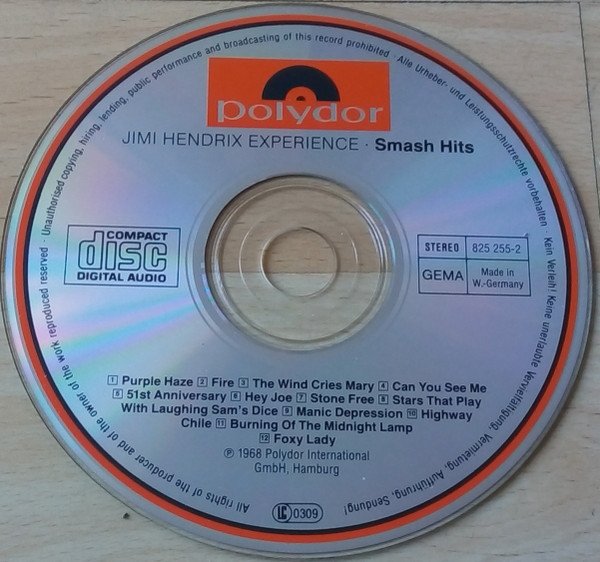 All rights of the producer and of the owner of the work reproduced reserved · Unauthorised copying, hiring, lending, public performance and broadcasting of this record prohibited · Alle Urheber- und Leistungsschutzrechte vorbehalten · Kein Verleih! Keine unerlaubte Vervielfältigung, Vermietung, Aufführung, Sendung!
polydor
JIMI HENDRIX EXPERIENCE · Smash Hits
COMPACT
disc
DIGITAL AUDIO
STEREO 825 255-2
GEMA Made in W.-Germany
1 Purple Haze 2 Fire 3 The Wind Cries Mary 4 Can You See Me
5 51st Anniversary 6 Hey Joe 7 Stone Free 8 Stars That Play
With Laughing Sam's Dice 9 Manic Depression 10 Highway
Chile 11 Burning Of The Midnight Lamp
12 Foxy Lady
℗ 1968 Polydor International
GmbH, Hamburg
LC 0309